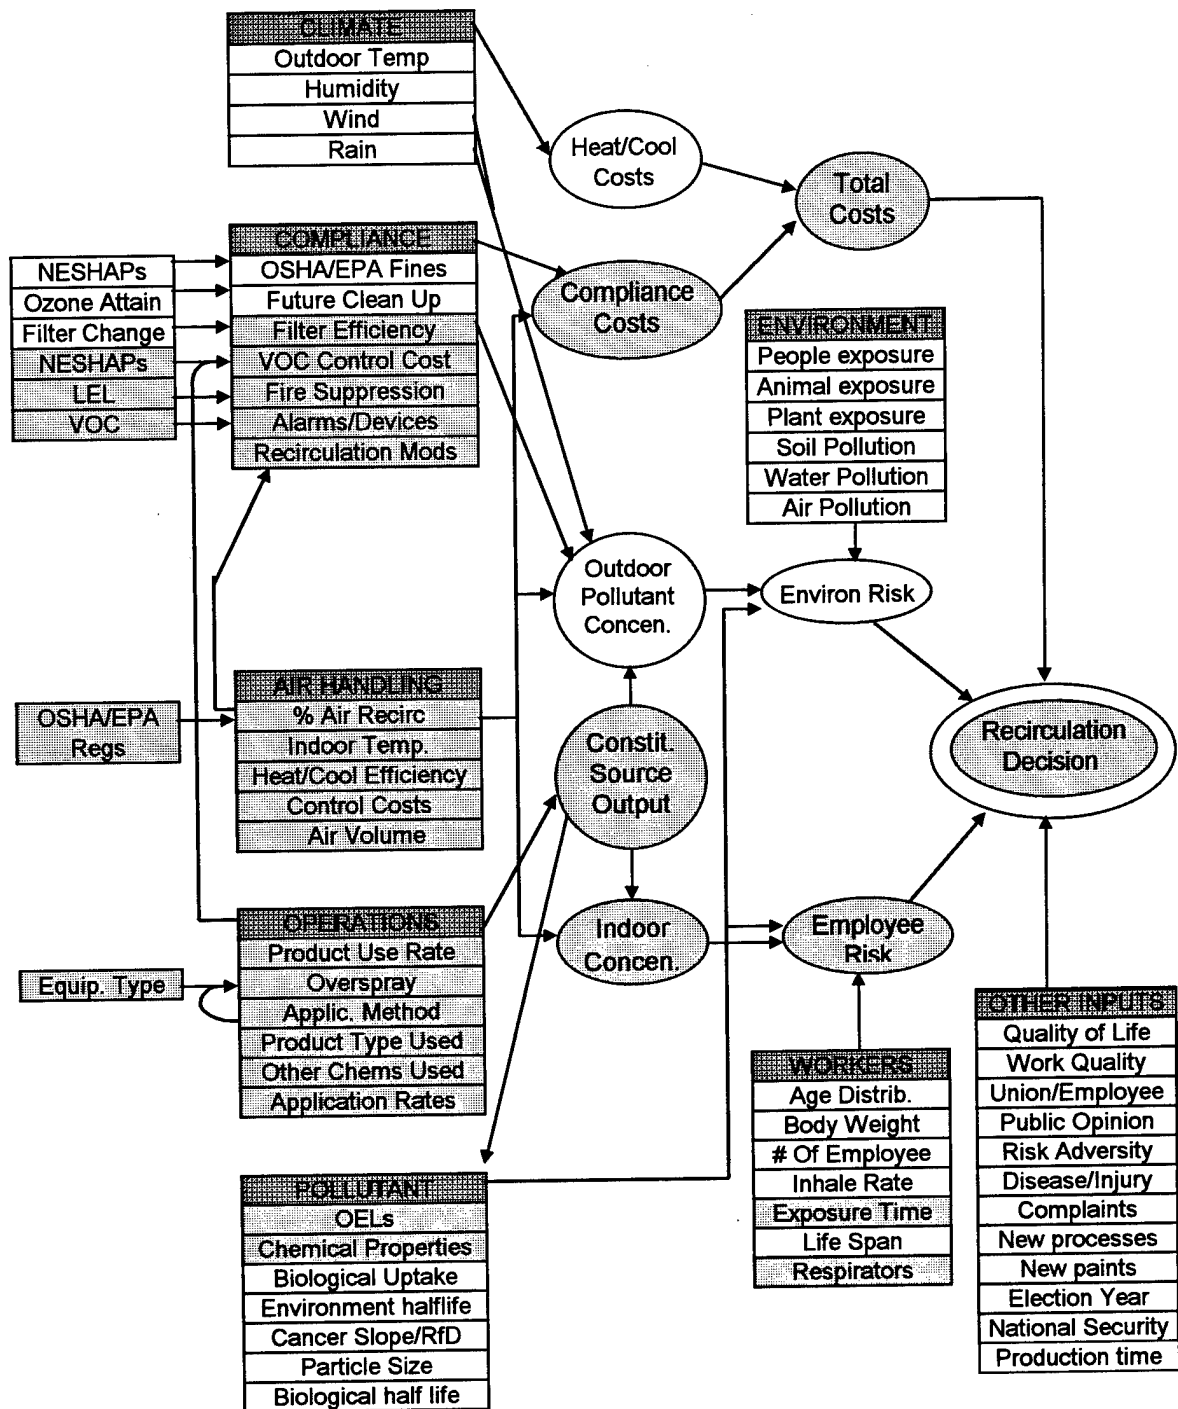 CLIMATE
Outdoor Temp
Humidity
Wind
Rain
Heat/Cool
Costs
Total
Costs
COMPLIANCE
OSHA/EPA Fines
Future Clean Up
Filter Efficiency
VOC Control Cost
Fire Suppression
Alarms/Devices
Recirculation Mods
NESHAPs
Ozone Attain
Filter Change
NESHAPs
LEL
VOC
Compliance
Costs
ENVIRONMENT
People exposure
Animal exposure
Plant exposure
Soil Pollution
Water Pollution
Air Pollution
Outdoor
Pollutant
Concen.
Environ Risk
OSHA/EPA
Regs
AIR HANDLING
% Air Recirc
Indoor Temp.
Heat/Cool Efficiency
Control Costs
Air Volume
Constit.
Source
Output
Recirculation
Decision
OPERATIONS
Product Use Rate
Overspray
Applic. Method
Product Type Used
Other Chems Used
Application Rates
Equip. Type
Indoor
Concen.
Employee
Risk
WORKERS
Age Distrib.
Body Weight
# Of Employee
Inhale Rate
Exposure Time
Life Span
Respirators
OTHER INPUTS
Quality of Life
Work Quality
Union/Employee
Public Opinion
Risk Adversity
Disease/Injury
Complaints
New processes
New paints
Election Year
National Security
Production time
POLLUTANT
OELs
Chemical Properties
Biological Uptake
Environment halflife
Cancer Slope/RfD
Particle Size
Biological half life